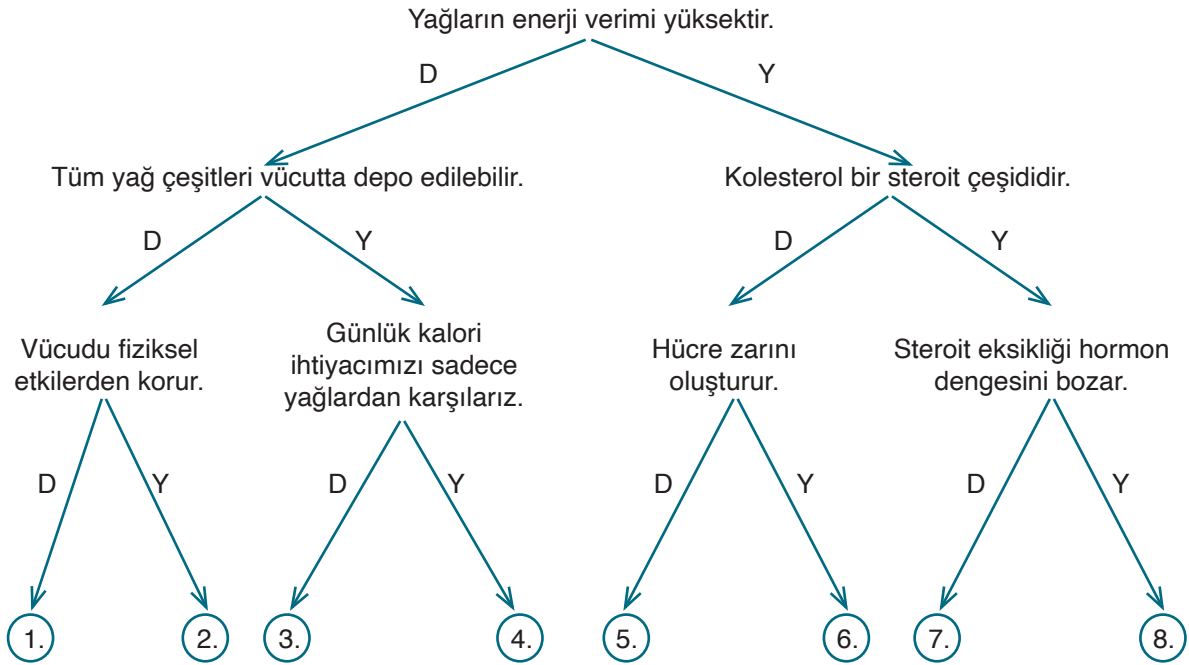 Yağların enerji verimi yüksektir.
D
Y
Tüm yağ çeşitleri vücutta depo edilebilir.
Kolesterol bir steroit çeşididir.
D
Y
D
Y
Vücudu fiziksel
etkilerden korur.
Günlük kalori
ihtiyacımızı sadece
yağlardan karşılarız.
Hücre zarını
oluşturur.
Steroit eksikliği hormon
dengesini bozar.
D
Y
D
Y
D
Y
D
Y
1.
2.
3.
4.
5.
6.
7.
8.